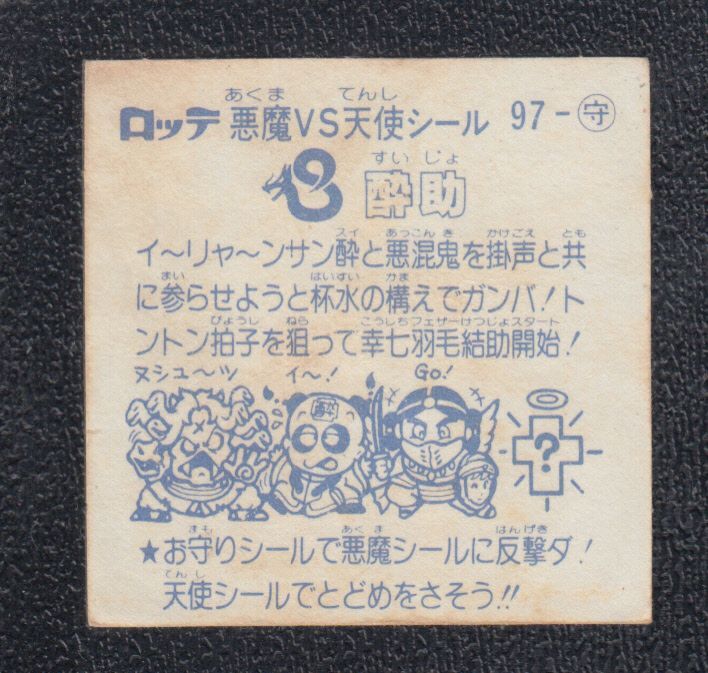 ロッテ 悪魔VS天使シール 97-守
あくま てんし
酔助
すいじょ
イ〜リャ〜ンサン酔と悪混鬼を掛声と共
スイ あっこんき かけごえ とも
に参らせようと杯水の構えでガンバ!ト
まい はいすい かま
ントン拍子を狙って幸七羽毛結助開始!
びょうし ねら こうしちフェザーけつじょスタート
ヌシュ〜ツ イ〜! GO!
酔
?
★お守りシールで悪魔シールに反撃ダ!
まも あくま はんげき
天使シールでとどめをさそう!!
てんし